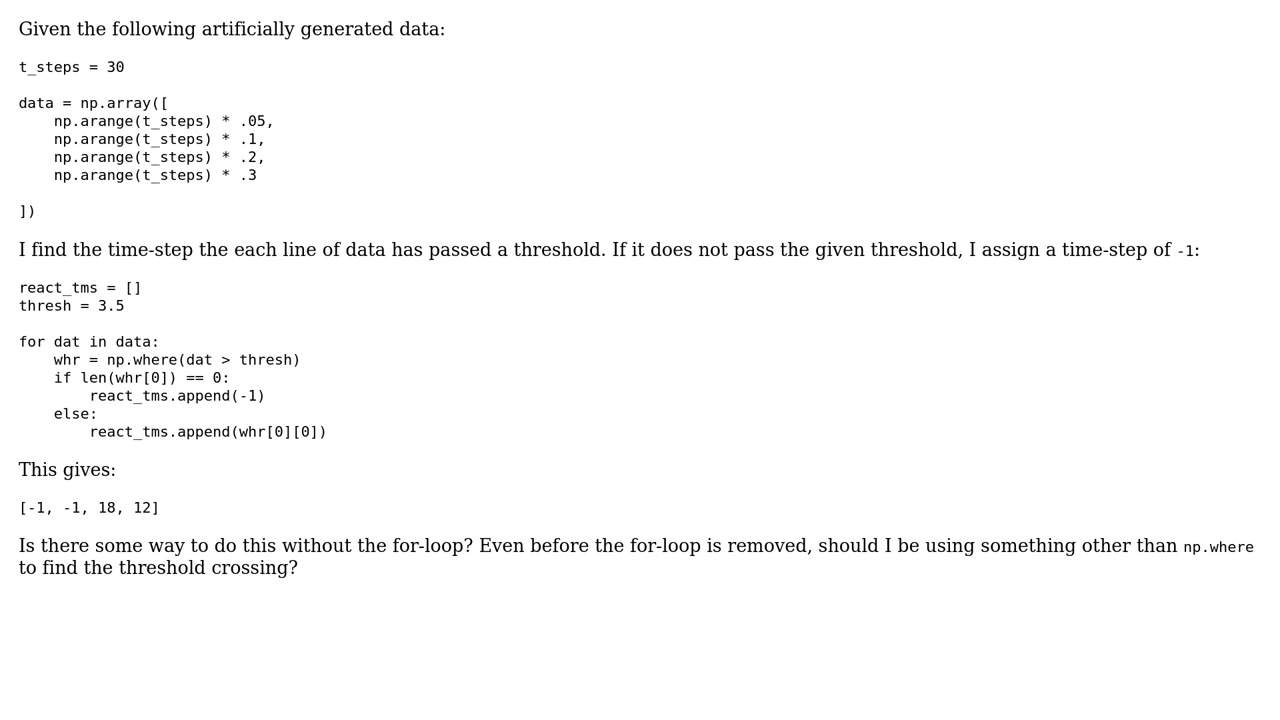 Given the following artificially generated data:
t_steps = 30
data = np.array([
    np.arange(t_steps) * .05,
    np.arange(t_steps) * .1,
    np.arange(t_steps) * .2,
    np.arange(t_steps) * .3
])
I find the time-step the each line of data has passed a threshold. If it does not pass the given threshold, I assign a time-step of -1:
react_tms = []
thresh = 3.5
for dat in data:
    whr = np.where(dat > thresh)
    if len(whr[0]) == 0:
        react_tms.append(-1)
    else:
        react_tms.append(whr[0][0])
This gives:
[-1, -1, 18, 12]
Is there some way to do this without the for-loop? Even before the for-loop is removed, should I be using something other than np.where
to find the threshold crossing?